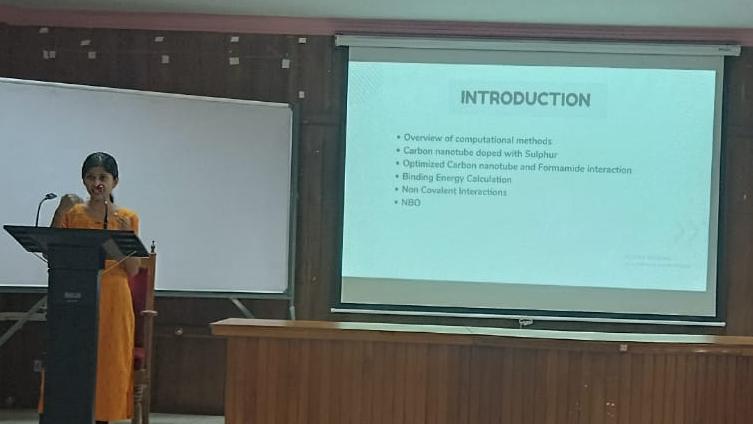 INTRODUCTION
• Overview of computational methods
• Carbon nanotube doped with Sulphur
• Optimized Carbon nanotube and Formamide interaction
• Binding Energy Calculation
• Non Covalent Interactions
• NBO